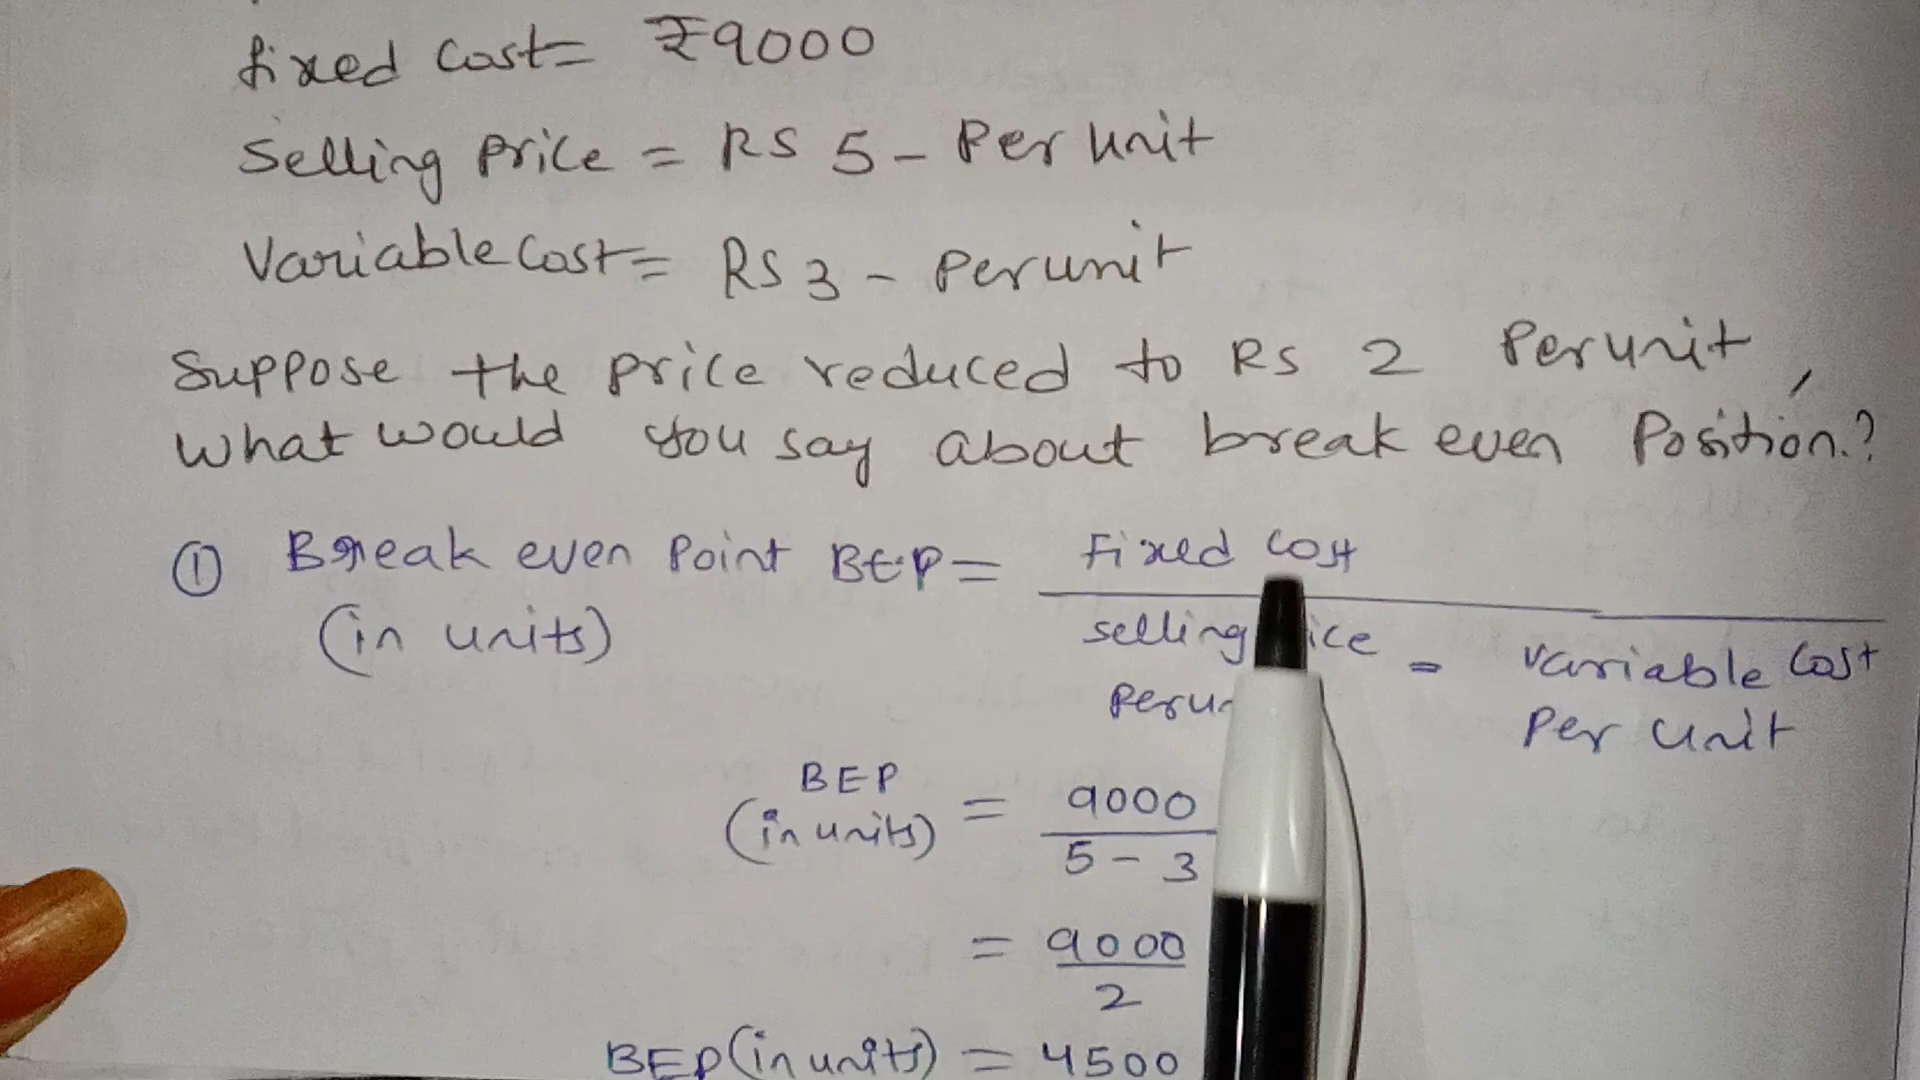 fixed cost = ₹9000
Selling price = RS 5 - Per unit
Variable Cost = RS 3 - Per unit
Suppose the price reduced to RS 2 Per unit,
what would you say about break even Position.?
① Break even Point BEP = Fixed cost
(in units) selling variable Cost
Per unit
BEP
(in units) = 9000
5 - 3
= 9000
2
BEP (in units) = 4500